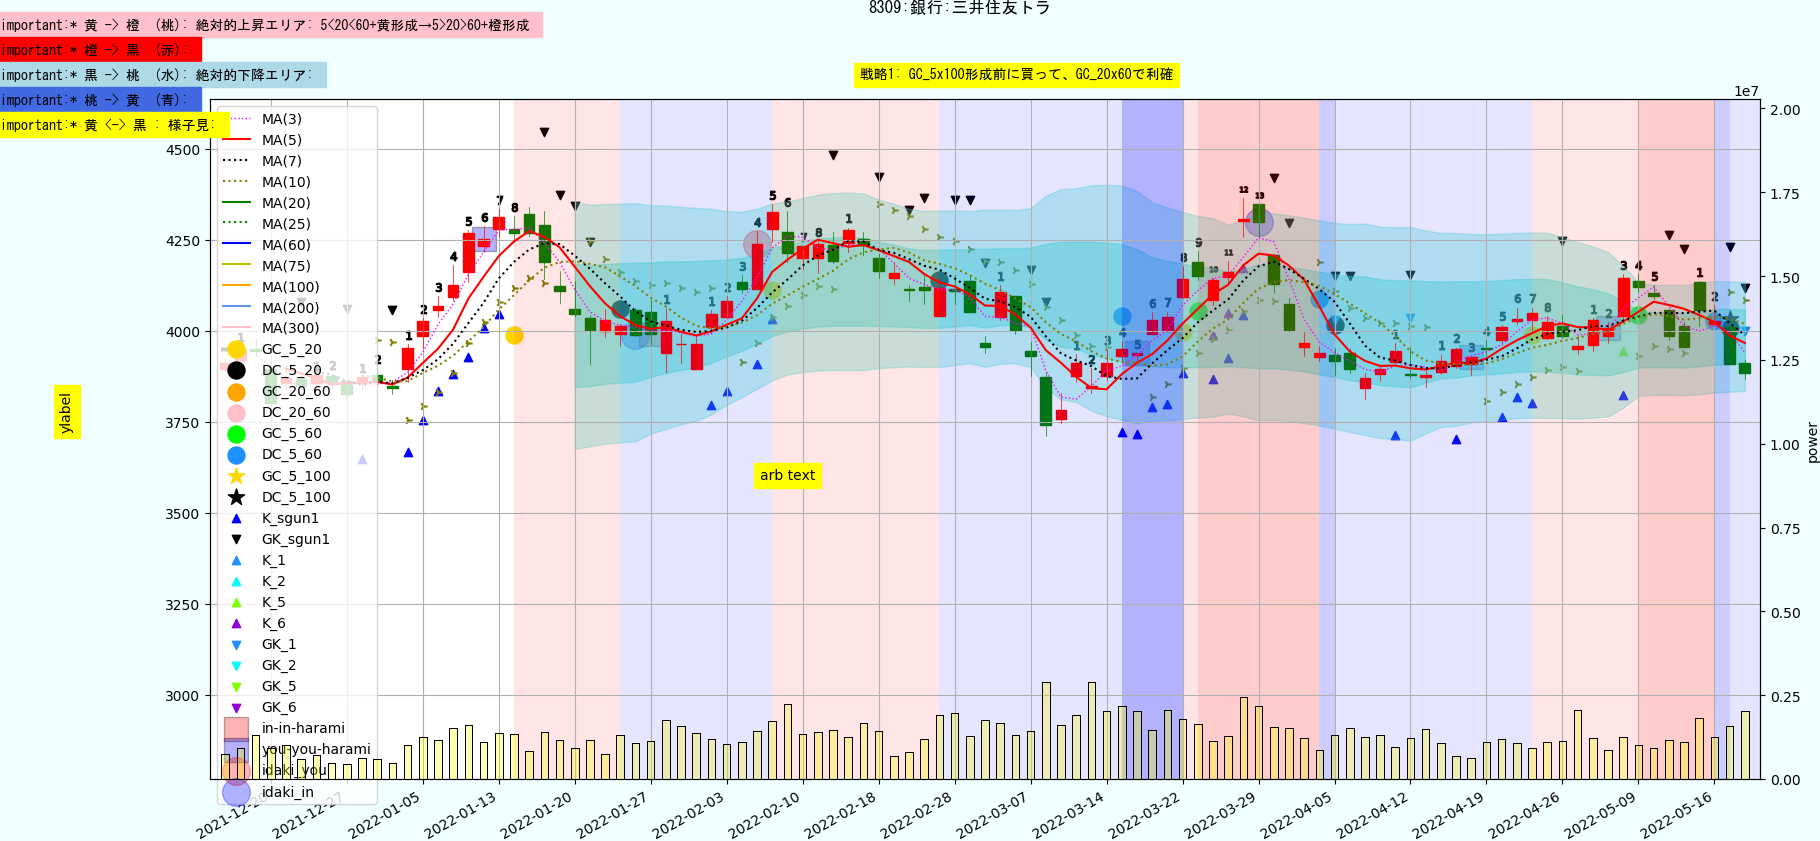 8309:銀行:三井住友トラ
important:* 黄 -> 橙 (桃): 絶対的上昇エリア: 5<20<60+黄形成→5>20>60+橙形成
important:* 橙 -> 黒 (赤):
important:* 黒 -> 桃 (水): 絶対的下降エリア:
戦略1: GC_5x100形成前に買って、GC_20x60で利確
important:* 桃 -> 黄 (青):
important:* 黄 <-> 黒 : 様子見:
1e7
MA(3)
MA(5)
MA(7)
MA(10)
MA(20)
MA(25)
MA(60)
MA(75)
MA(100)
MA(200)
MA(300)
GC_5_20
DC_5_20
GC_20_60
DC_20_60
GC_5_60
DC_5_60
GC_5_100
DC_5_100
K_sgun1
GK_sgun1
K_1
K_2
K_5
K_6
GK_1
GK_2
GK_5
GK_6
in-in-harami
you-you-harami
idaki_you
idaki_in
4500
4250
4000
3750
3500
3250
3000
ylabel
arb text
2.00
1.75
1.50
1.25
1.00
0.75
0.50
0.25
0.00
power
2021-12-20
2021-12-27
2022-01-05
2022-01-13
2022-01-20
2022-01-27
2022-02-03
2022-02-10
2022-02-18
2022-02-28
2022-03-07
2022-03-14
2022-03-22
2022-03-29
2022-04-05
2022-04-12
2022-04-19
2022-04-26
2022-05-09
2022-05-16